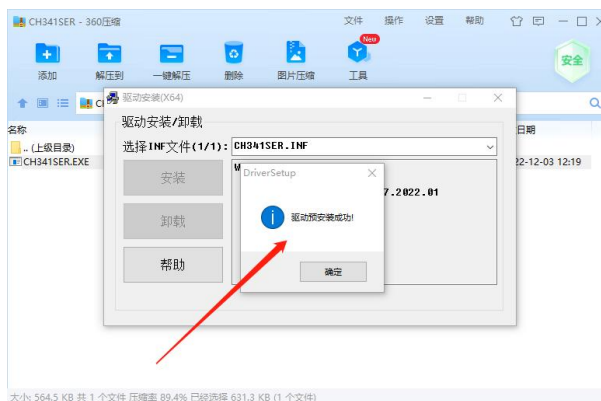 CH341SER - 360压缩
文件 操作 设置 帮助
New
添加 解压到 一键解压 删除 图片压缩 工具 安全
驱动安装(X64)
名称 日期
.. (上级目录)
CH341SER.EXE 22-12-03 12:19
驱动安装/卸载
选择INF文件(1/1): CH341SER.INF
安装
卸载
帮助
W
7.2022.01
DriverSetup
驱动预安装成功!
确定
大小: 564.5 KB 共 1 个文件 压缩率 89.4% 已经选择 631.3 KB (1 个文件)